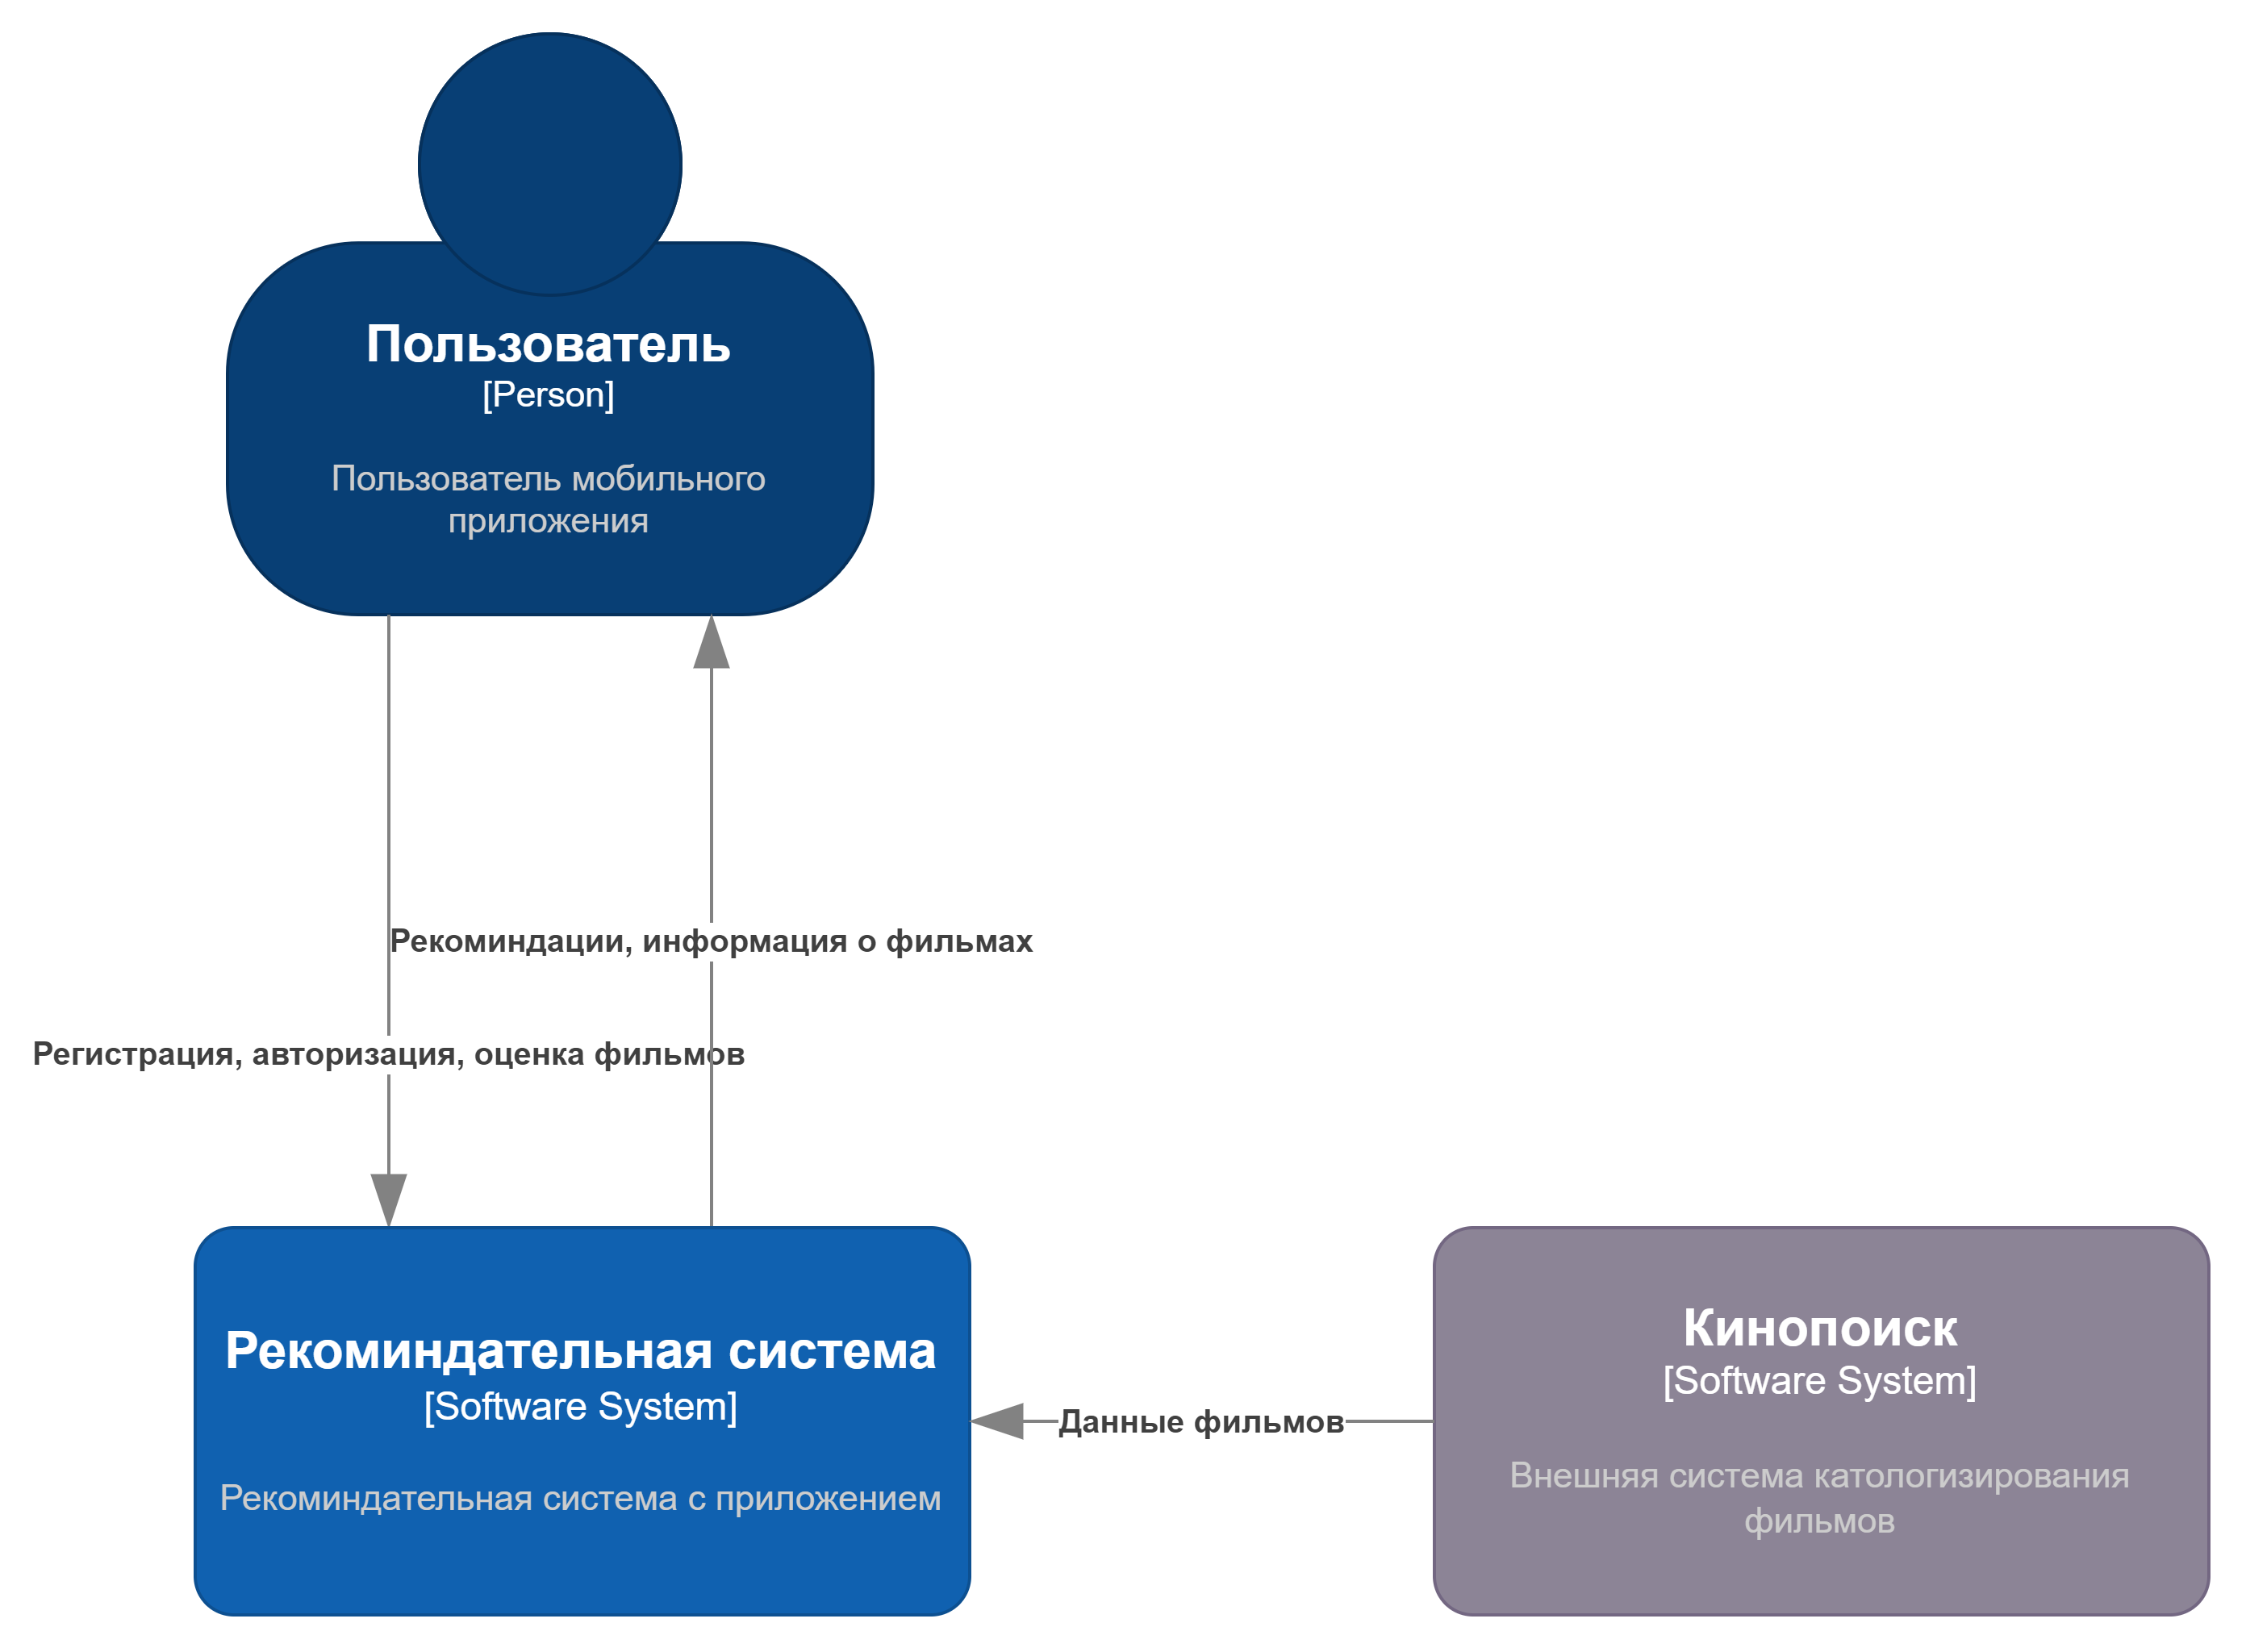 Пользователь
[Person]
Пользователь мобильного
приложения
Рекоминдации, информация о фильмах
Регистрация, авторизация, оценка фильмов
Рекоминдательная система
[Software System]
Рекоминдательная система с приложением
Данные фильмов
Кинопоиск
[Software System]
Внешняя система катологизирования
фильмов